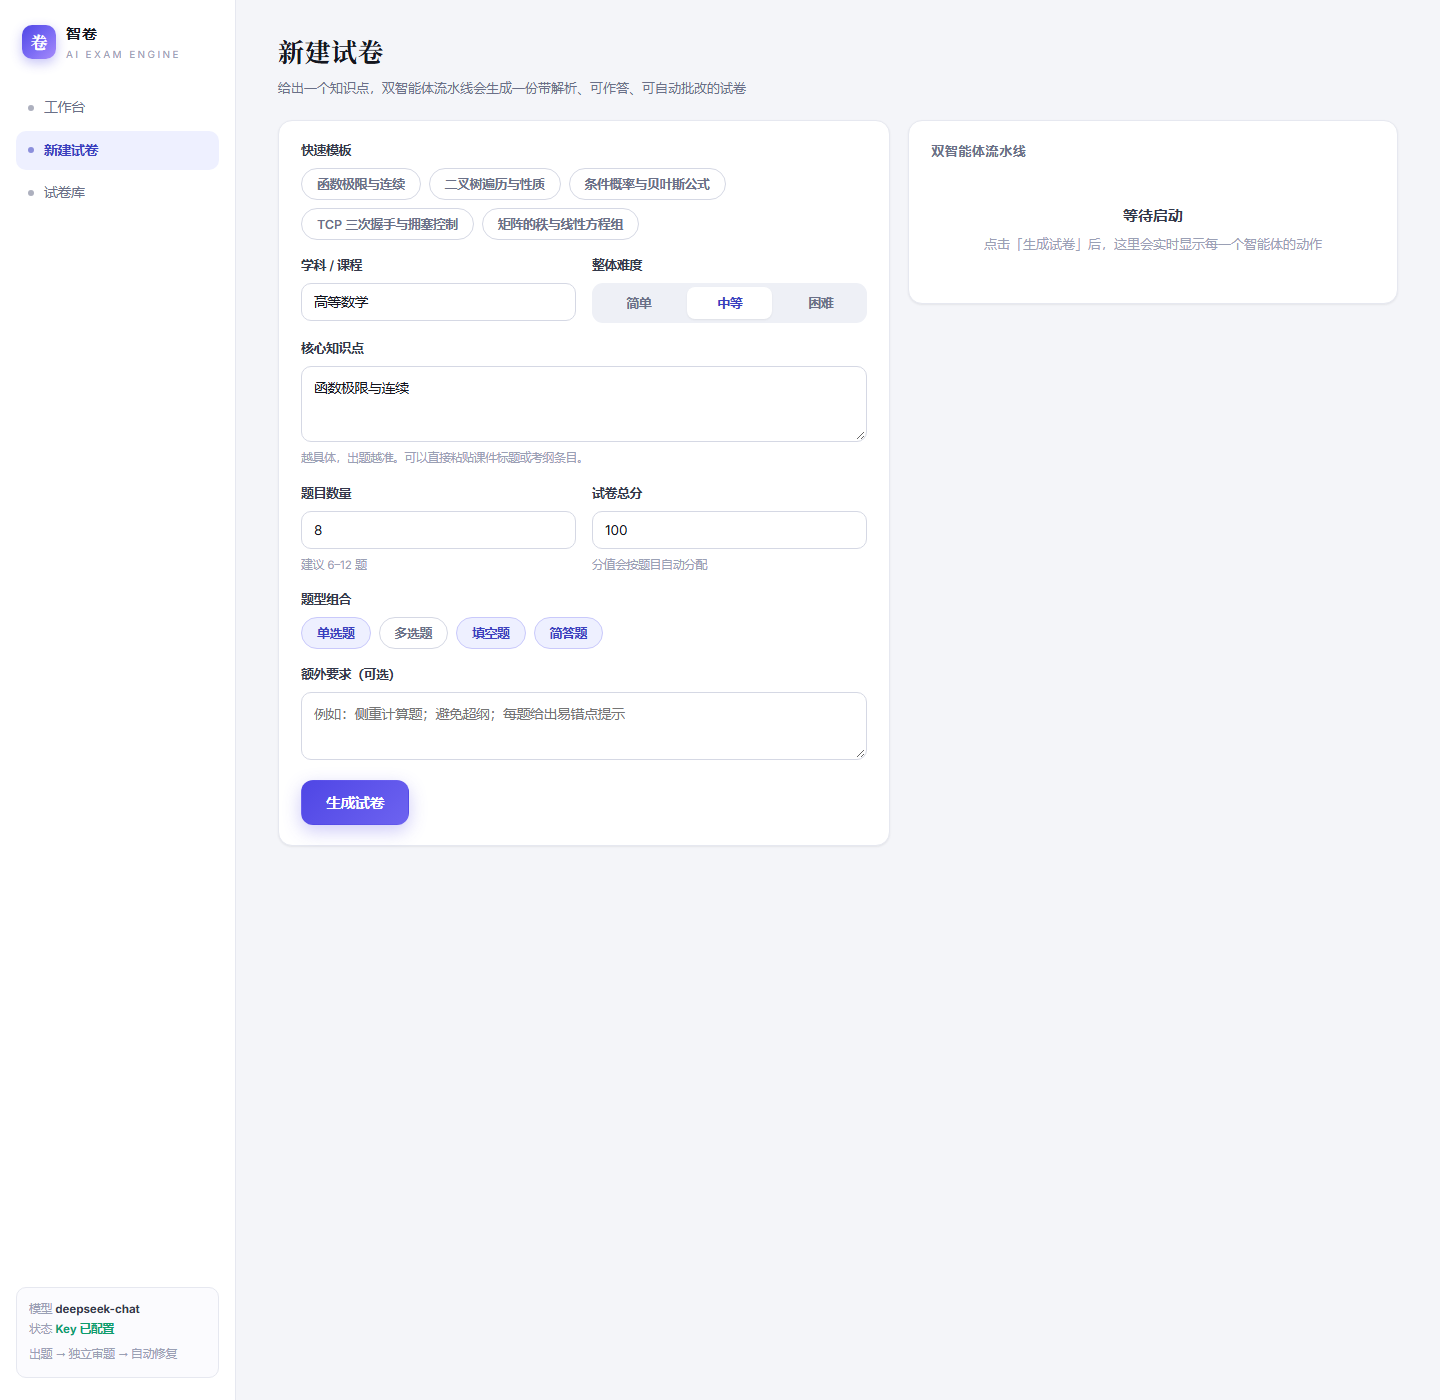 卷
智卷
AI EXAM ENGINE
工作台
新建试卷
试卷库
模型 deepseek-chat
状态 Key 已配置
出题 → 独立审题 → 自动修复
新建试卷
给出一个知识点，双智能体流水线会生成一份带解析、可作答、可自动批改的试卷
快速模板
函数极限与连续
二叉树遍历与性质
条件概率与贝叶斯公式
TCP 三次握手与拥塞控制
矩阵的秩与线性方程组
学科 / 课程
整体难度
高等数学
简单
中等
困难
核心知识点
函数极限与连续
越具体，出题越准。可以直接粘贴课件标题或考纲条目。
题目数量
试卷总分
8
100
建议 6–12 题
分值会按题目自动分配
题型组合
单选题
多选题
填空题
简答题
额外要求（可选）
例如：侧重计算题；避免超纲；每题给出易错点提示
生成试卷
双智能体流水线
等待启动
点击「生成试卷」后，这里会实时显示每一个智能体的动作